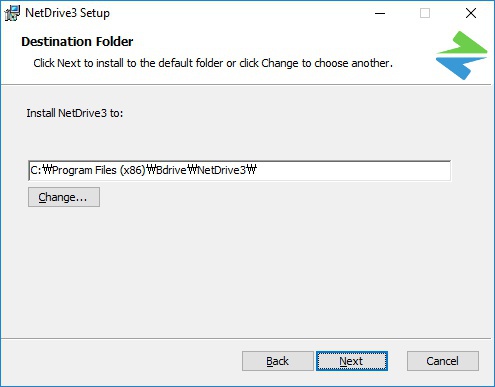 NetDrive3 Setup
Destination Folder
Click Next to install to the default folder or click Change to choose another.
Install NetDrive3 to:
C:₩Program Files (x86)₩Bdrive₩NetDrive3₩
Change...
Back
Next
Cancel